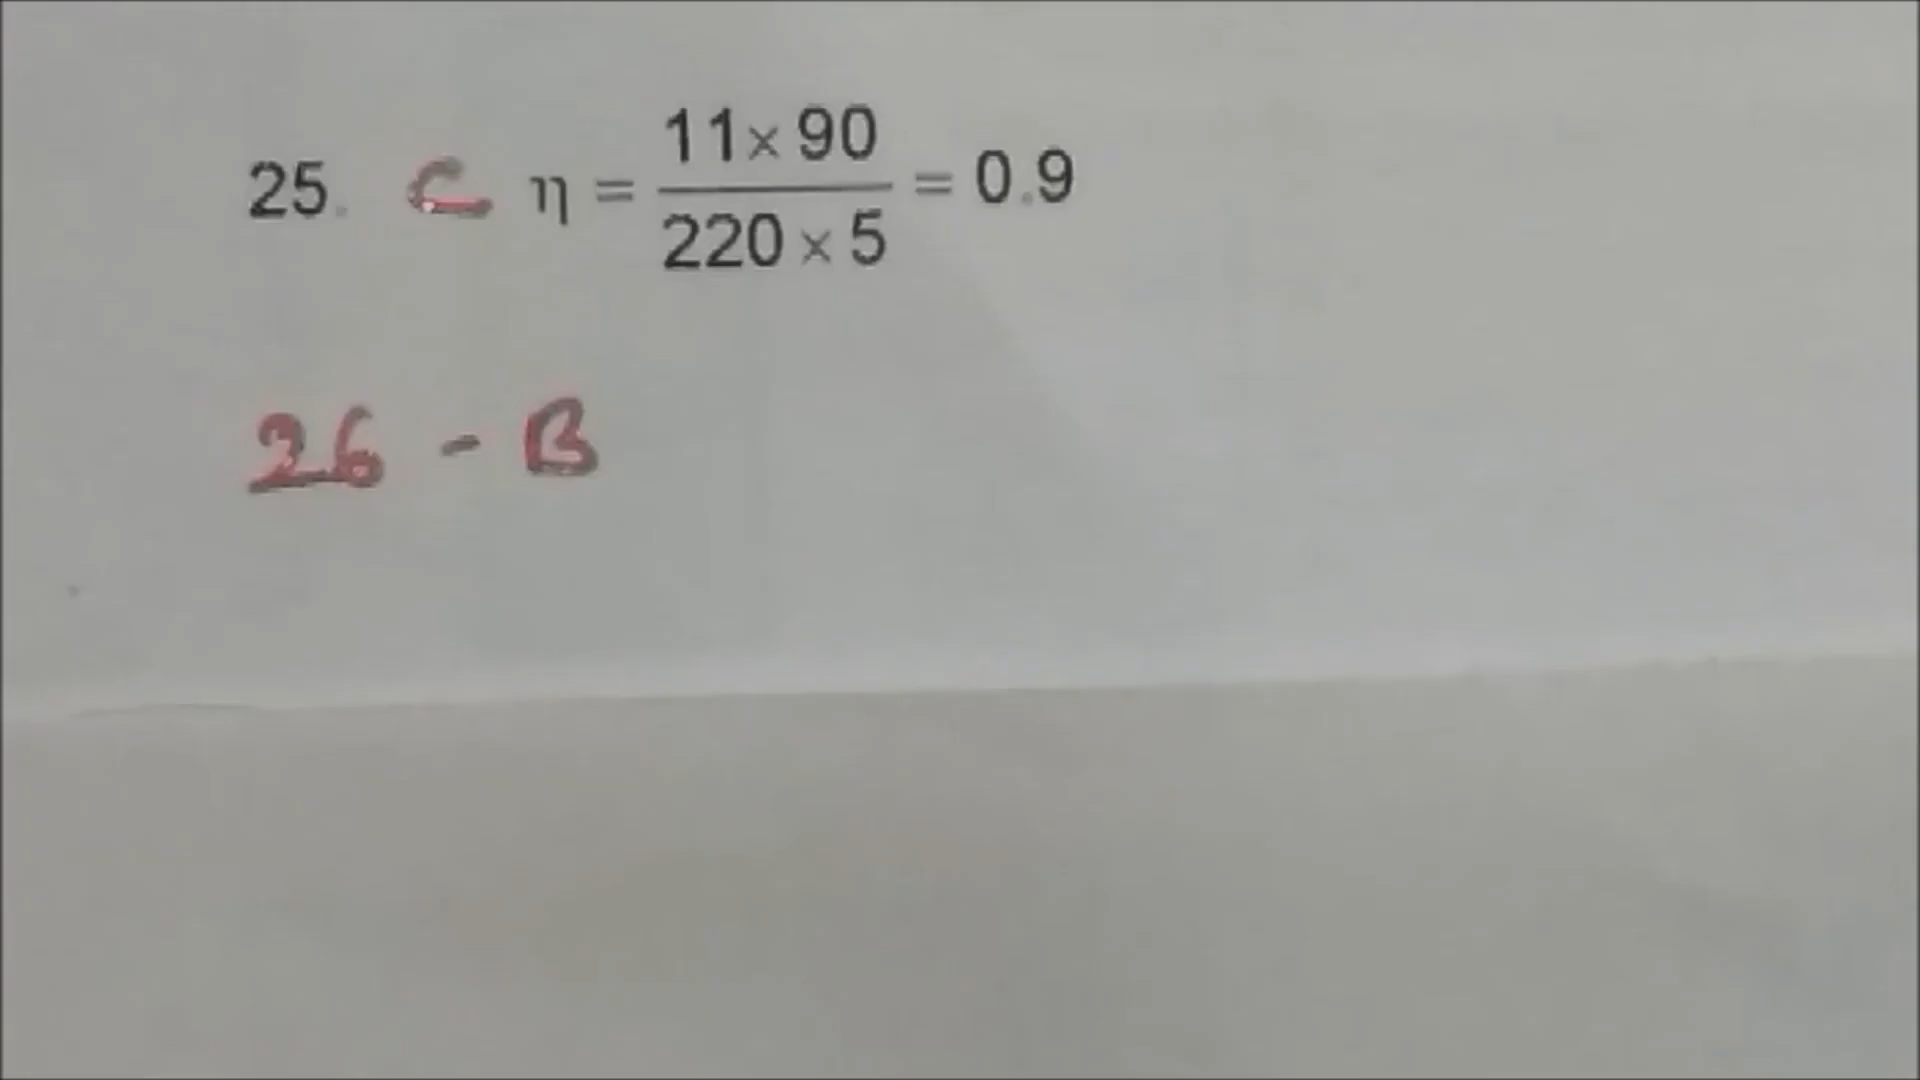 25. C η = 11 × 90 / 220 × 5 = 0.9
26 - B